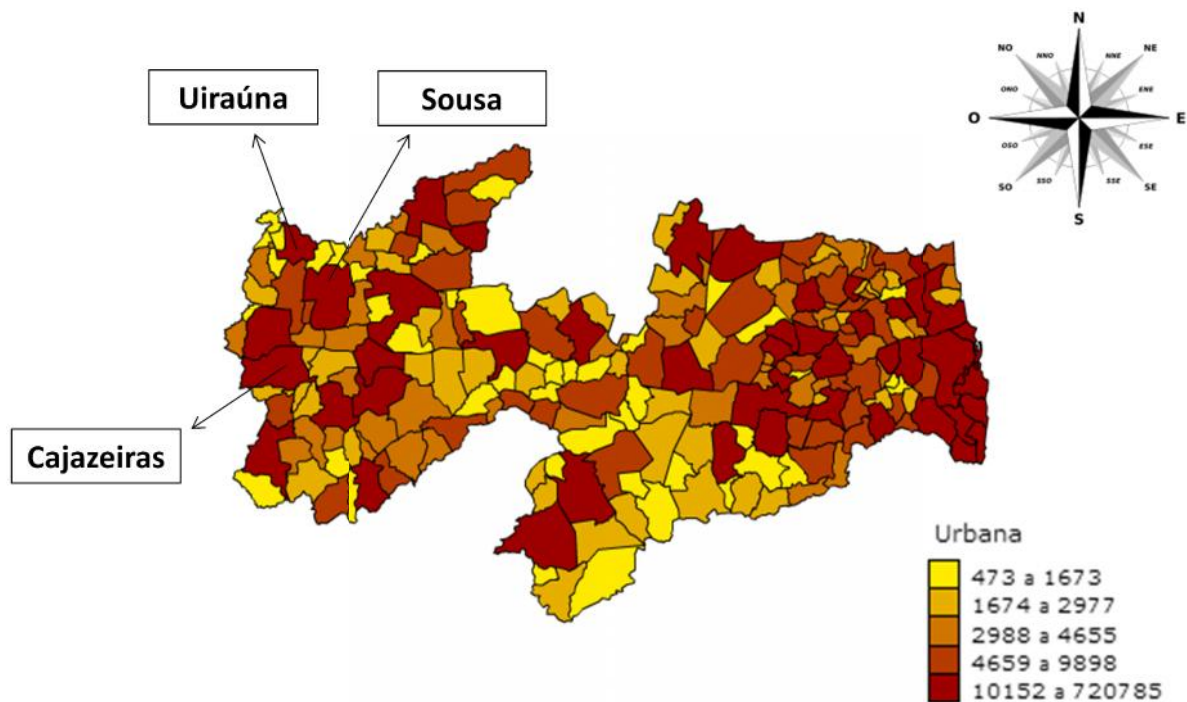 N
NNO
NNE
NO
NE
ONO
ENE
O
E
OSO
ESE
SO
SE
SSO
SSE
S
Uiraúna
Sousa
Cajazeiras
Urbana
473 a 1673
1674 a 2977
2988 a 4655
4659 a 9898
10152 a 720785